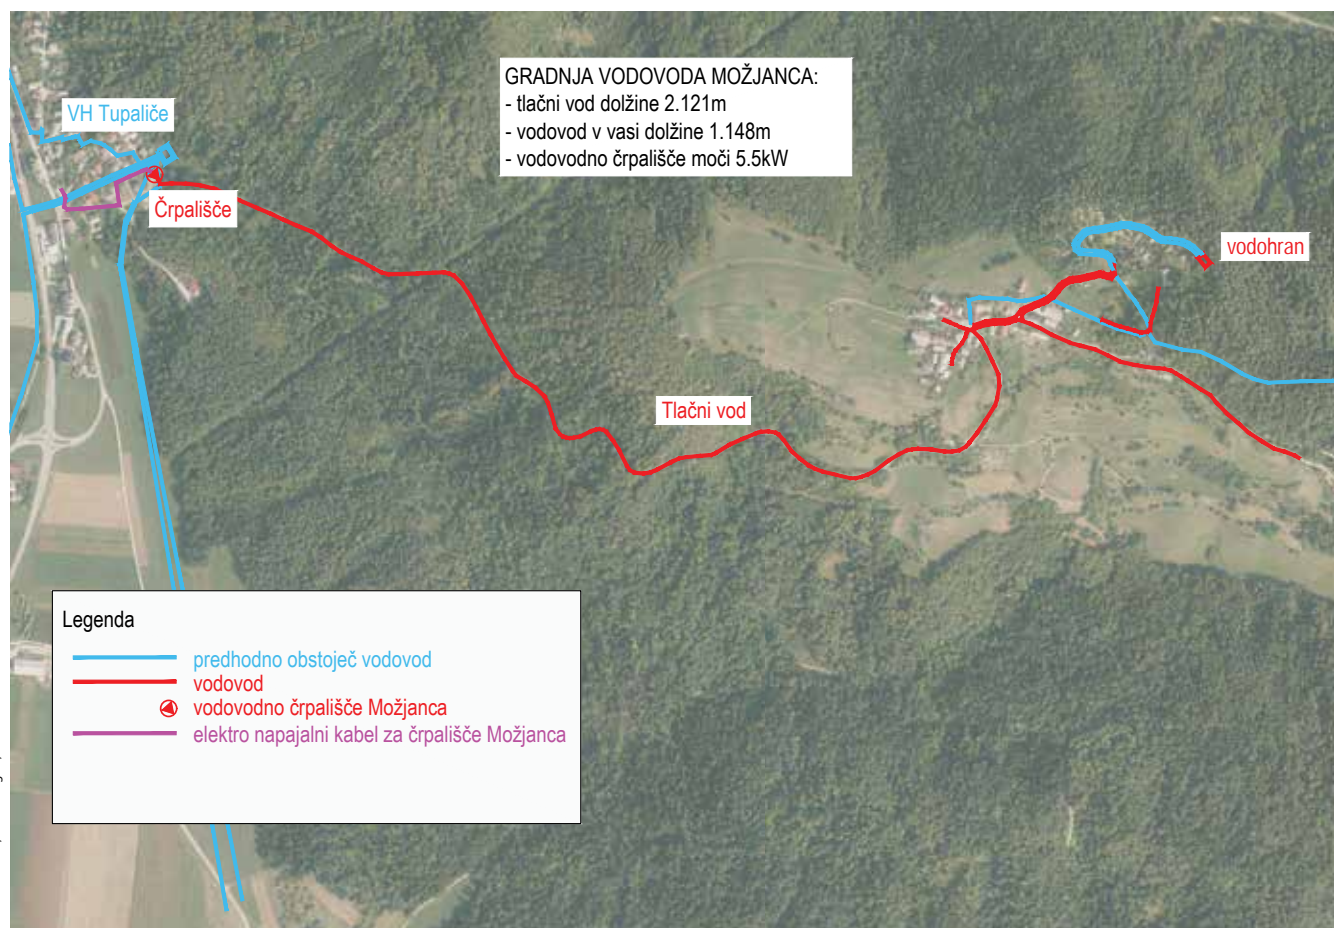 GRADNJA VODOVODA MOŽJANCA:
- tlačni vod dolžine 2.121m
- vodovod v vasi dolžine 1.148m
- vodovodno črpališče moči 5.5kW
VH Tupaliče
Črpališče
vodohran
Tlačni vod
Legenda
predhodno obstoječ vodovod
vodovod
vodovodno črpališče Možjanca
elektro napajalni kabel za črpališče Možjanca